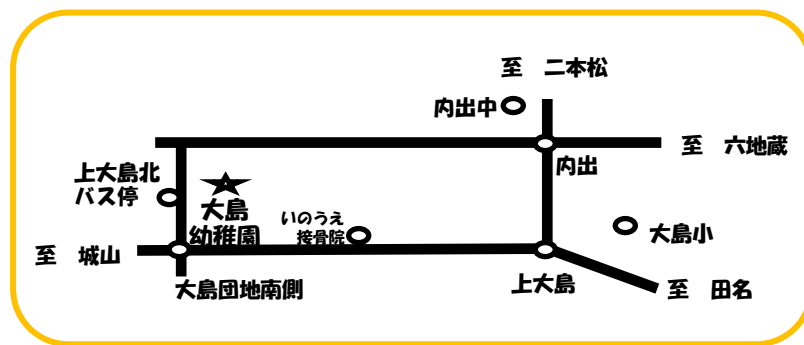 至　二本松
内出中
至　六地蔵
内出
上大島北
バス停
大島
幼稚園
いのうえ
接骨院
大島小
至　城山
大島団地南側
上大島
至　田名